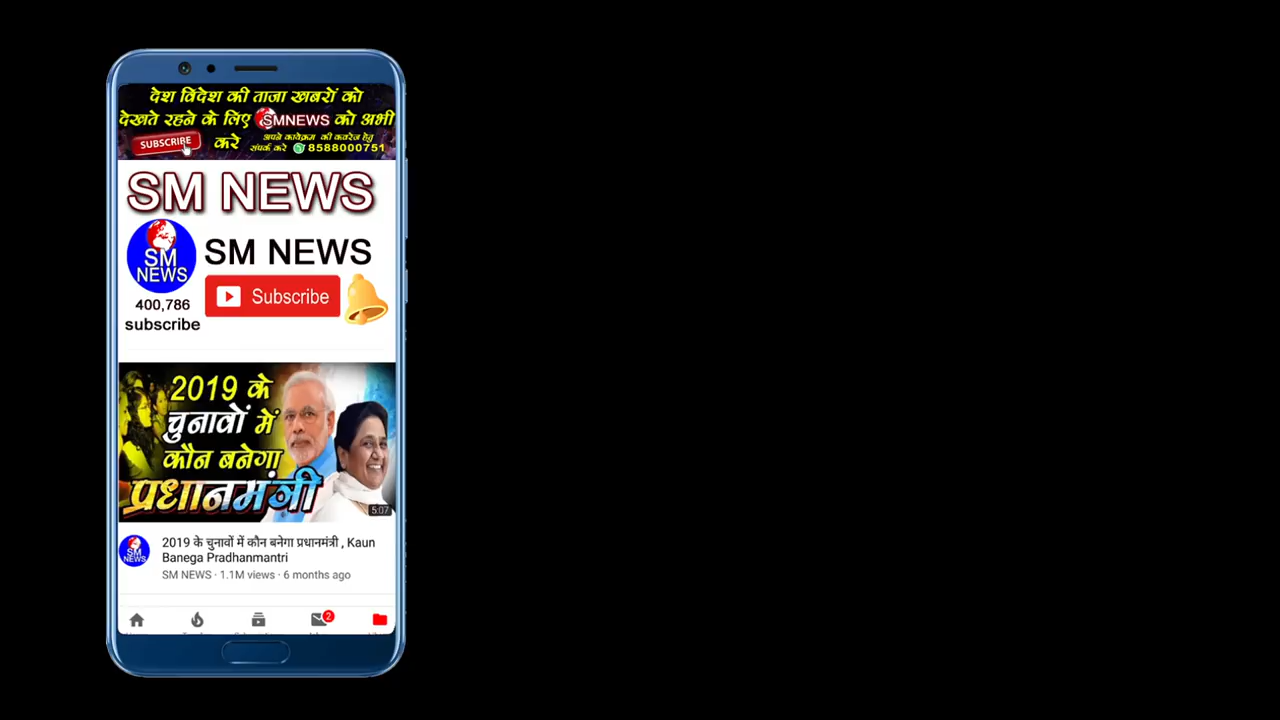 देश विदेश की ताजा खबरों को
देखते रहने के लिए SMNEWS को अभी
SUBSCRIBE करे अपने कार्यक्रम की कवरेज हेतु
संपर्क करे 8588000751
SM NEWS
SM
NEWS
SM NEWS
Subscribe
400,786
subscribe
2019 के
चुनावों में
कौन बनेगा
प्रधानमंत्री
5:07
SM
NEWS
2019 के चुनावों में कौन बनेगा प्रधानमंत्री , Kaun
Banega Pradhanmantri
SM NEWS · 1.1M views · 6 months ago
2